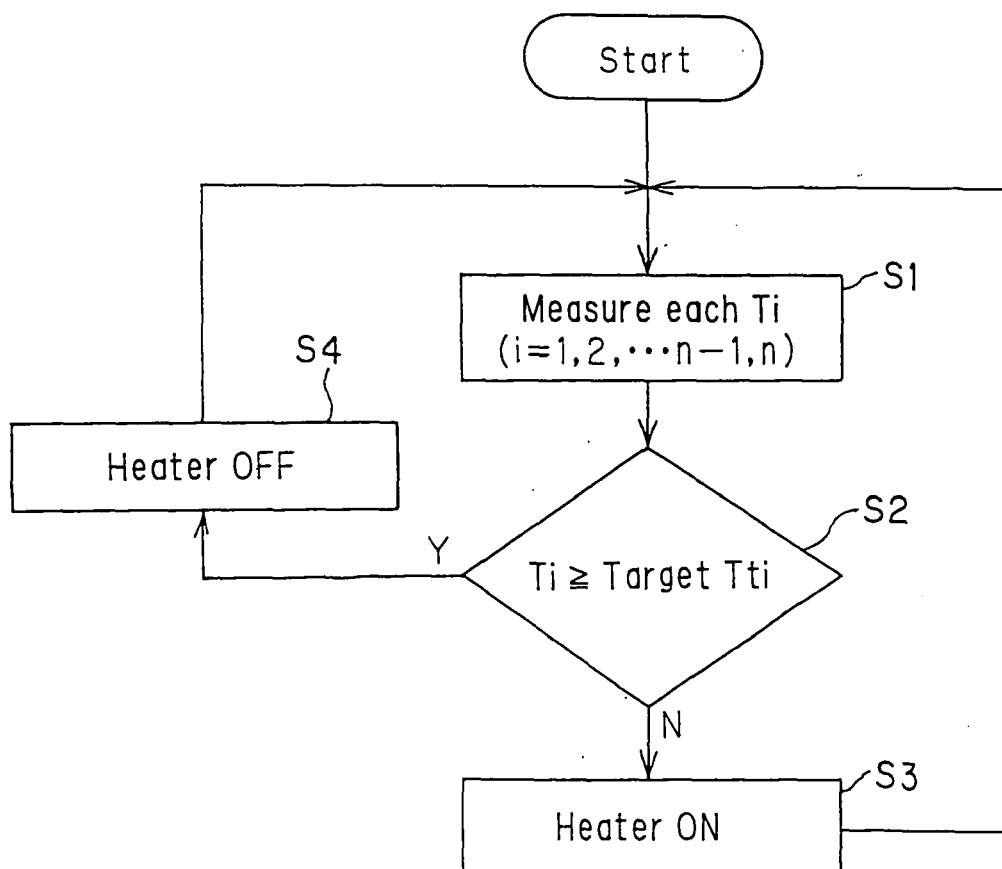 Start
S1
Measure each Ti
(i=1,2,···n-1,n)
S4
Heater OFF
S2
Y
Ti ≧ Target Tti
N
S3
Heater ON